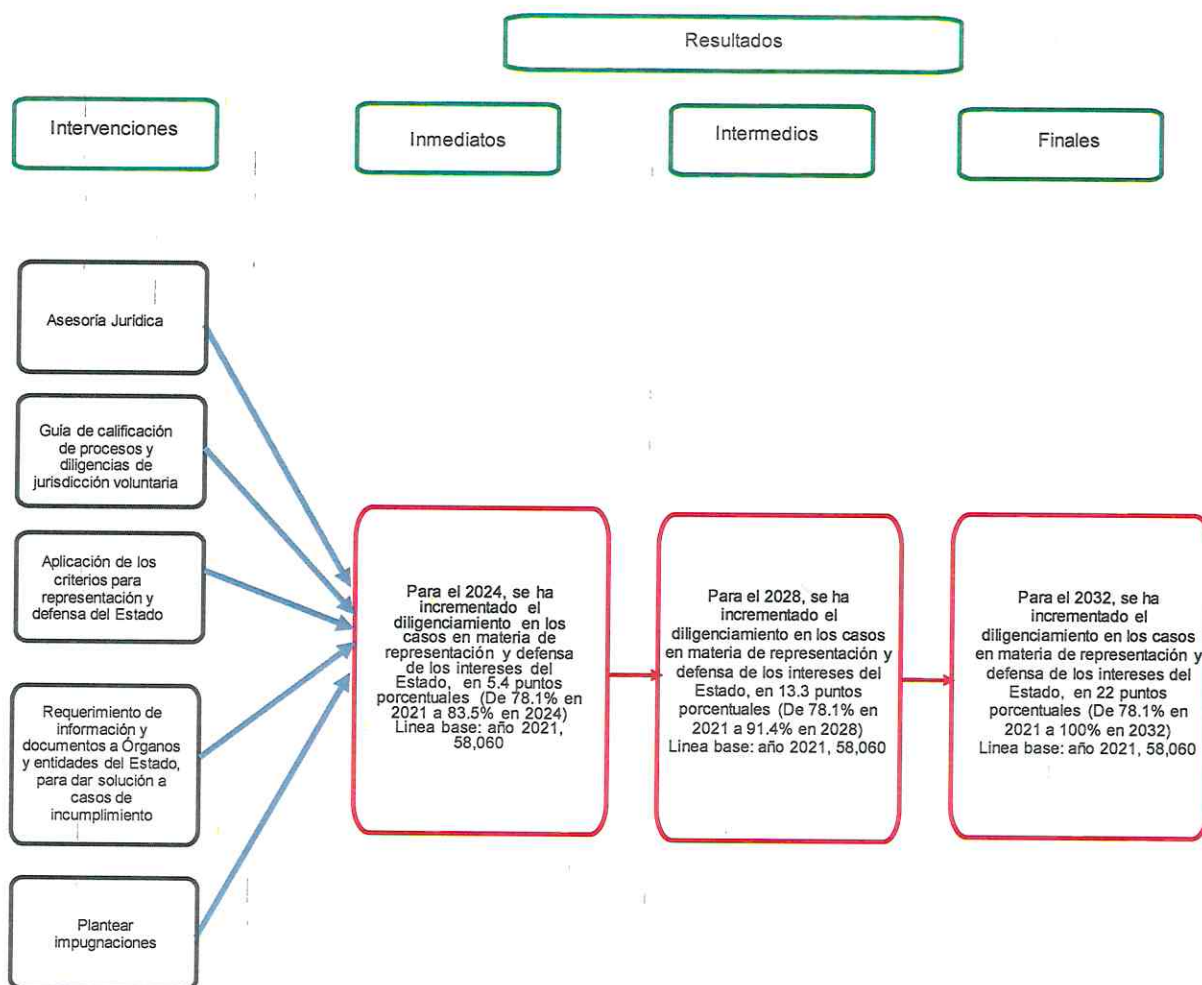 Resultados
Intervenciones
Inmediatos
Intermedios
Finales
Asesoría Jurídica
Guía de calificación
de procesos y
diligencias de
jurisdicción voluntaria
Aplicación de los
criterios para
representación y
defensa del Estado
Requerimiento de
información y
documentos a Órganos
y entidades del Estado,
para dar solución a
casos de
incumplimiento
Plantear
impugnaciones
Para el 2024, se ha
incrementado el
diligenciamiento en los
casos en materia de
representación y defensa
de los intereses del
Estado, en 5.4 puntos
porcentuales (De 78.1% en
2021 a 83.5% en 2024)
Linea base: año 2021,
58,060
Para el 2028, se ha
incrementado el
diligenciamiento en los casos
en materia de representación y
defensa de los intereses del
Estado, en 13.3 puntos
porcentuales (De 78.1% en
2021 a 91.4% en 2028)
Linea base: año 2021, 58,060
Para el 2032, se ha
incrementado el
diligenciamiento en los casos
en materia de representación y
defensa de los intereses del
Estado, en 22 puntos
porcentuales (De 78.1% en
2021 a 100% en 2032)
Linea base: año 2021, 58,060